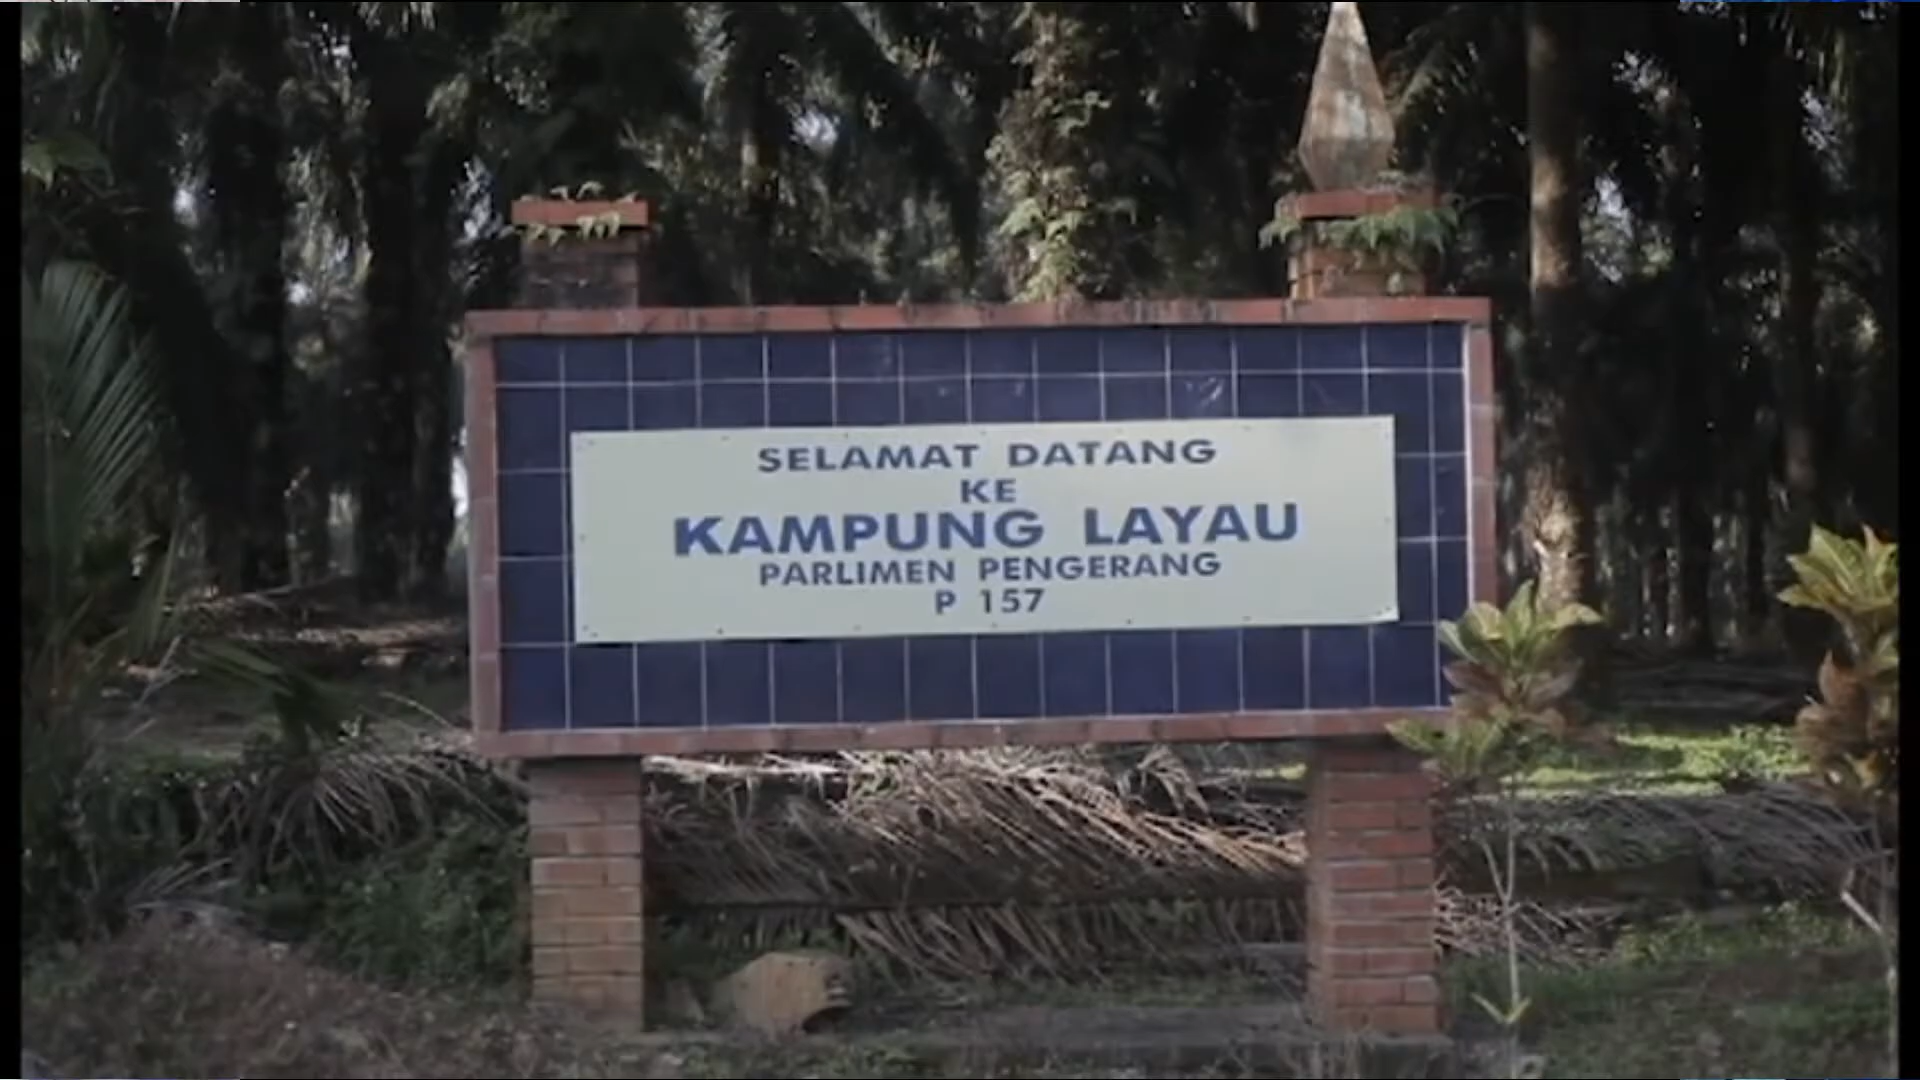 SELAMAT DATANG
KE
KAMPUNG LAYAU
PARLIMEN PENGERANG
P 157